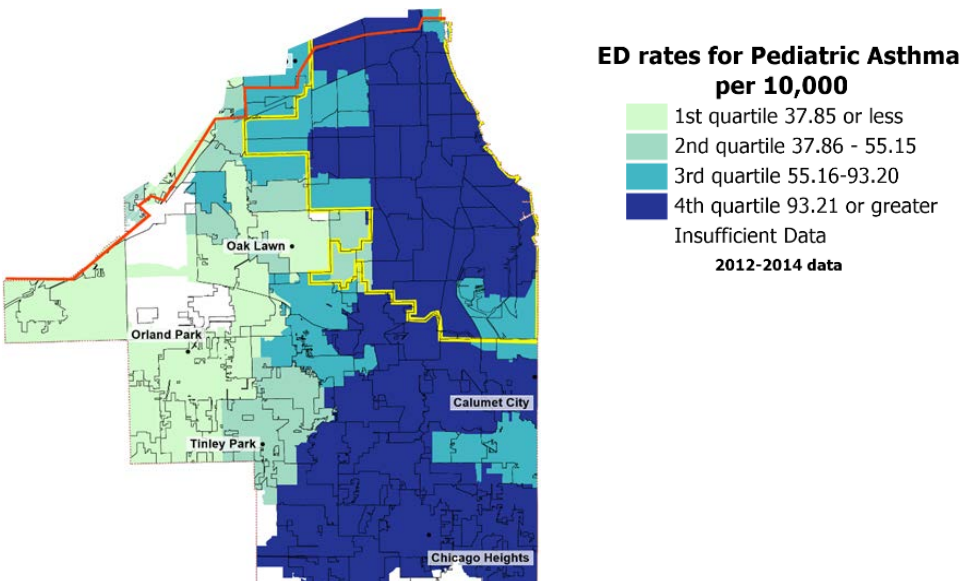 ED rates for Pediatric Asthma
per 10,000
1st quartile 37.85 or less
2nd quartile 37.86 - 55.15
3rd quartile 55.16-93.20
4th quartile 93.21 or greater
Insufficient Data
2012-2014 data
Oak Lawn
Orland Park
Calumet City
Tinley Park
Chicago Heights